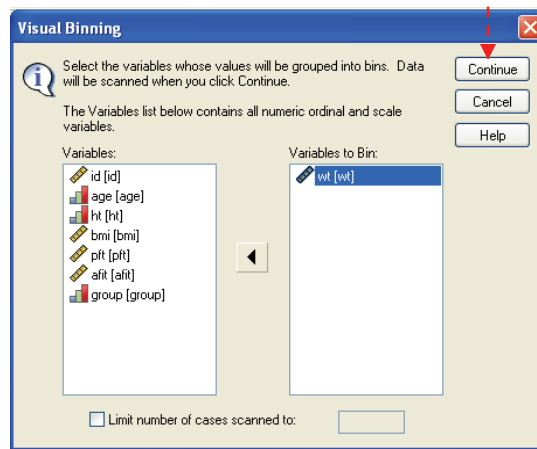 Visual Binning
Select the variables whose values will be grouped into bins. Data
will be scanned when you click Continue.
The Variables list below contains all numeric ordinal and scale
variables.
Continue
Cancel
Help
Variables:
id [id]
age [age]
ht [ht]
bmi [bmi]
pft [pft]
afit [afit]
group [group]
Variables to Bin:
wt [wt]
Limit number of cases scanned to: